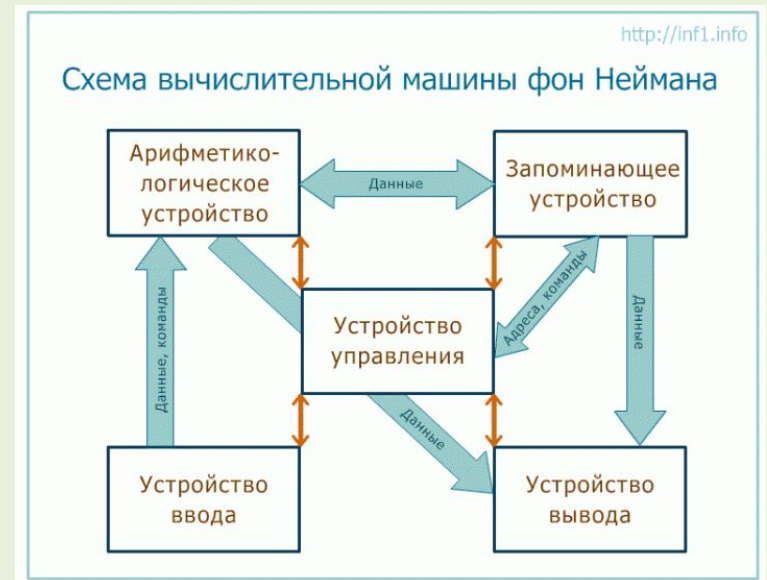 http://inf1.info
Схема вычислительной машины фон Неймана
Арифметико-
логическое
устройство
Данные
Запоминающее
устройство
Данные, команды
Устройство
управления
Адреса, команды
Данные
Данные
Устройство
ввода
Устройство
вывода